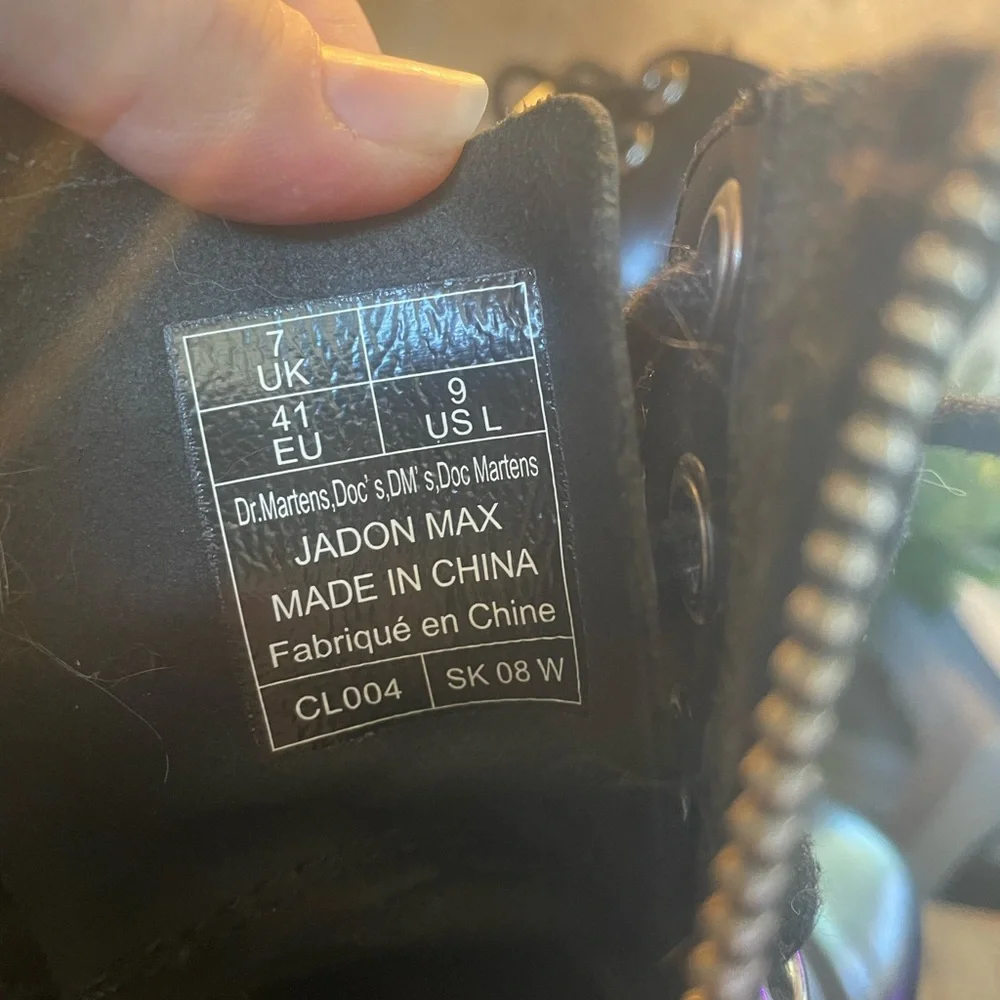 7
UK
41
EU
9
US L
Dr.Martens,Doc's,DM's,Doc Martens
JADON MAX
MADE IN CHINA
Fabriqué en Chine
CL004
SK 08 W